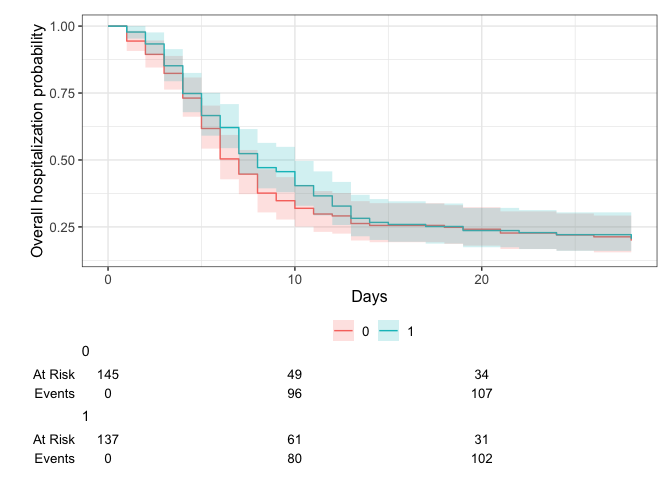 Overall hospitalization probability
1.00
0.75
0.50
0.25
0 10 20
Days
0 1
0
At Risk 145 49 34
Events 0 96 107
1
At Risk 137 61 31
Events 0 80 102